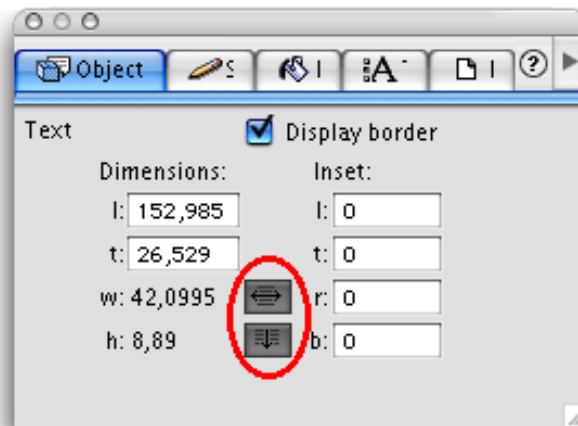 Object
S
I
A
I
?
Text
Display border
Dimensions:
Inset:
l: 152,985
l: 0
t: 26,529
t: 0
w: 42,0995
r: 0
h: 8,89
b: 0